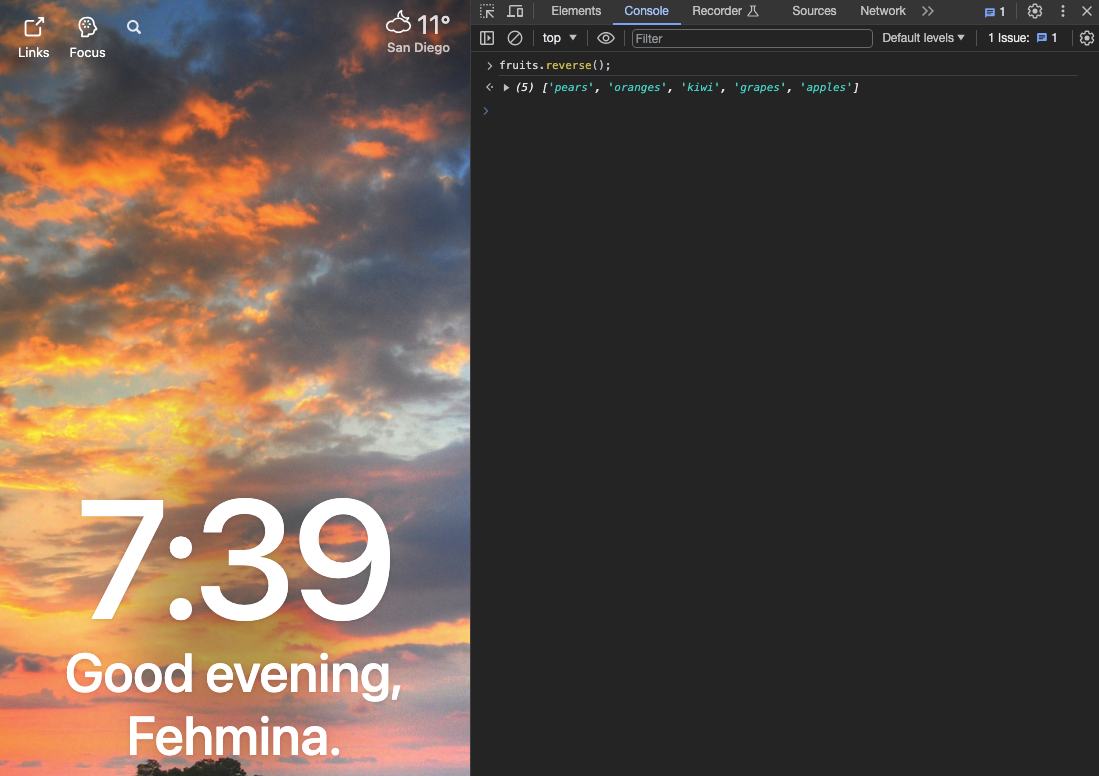 Links
Focus
11°
San Diego
7:39
Good evening,
Fehmina.
Elements
Console
Recorder
Sources
Network
1
top
Filter
Default levels
1 Issue:
1
fruits.reverse();
(5) ['pears', 'oranges', 'kiwi', 'grapes', 'apples']